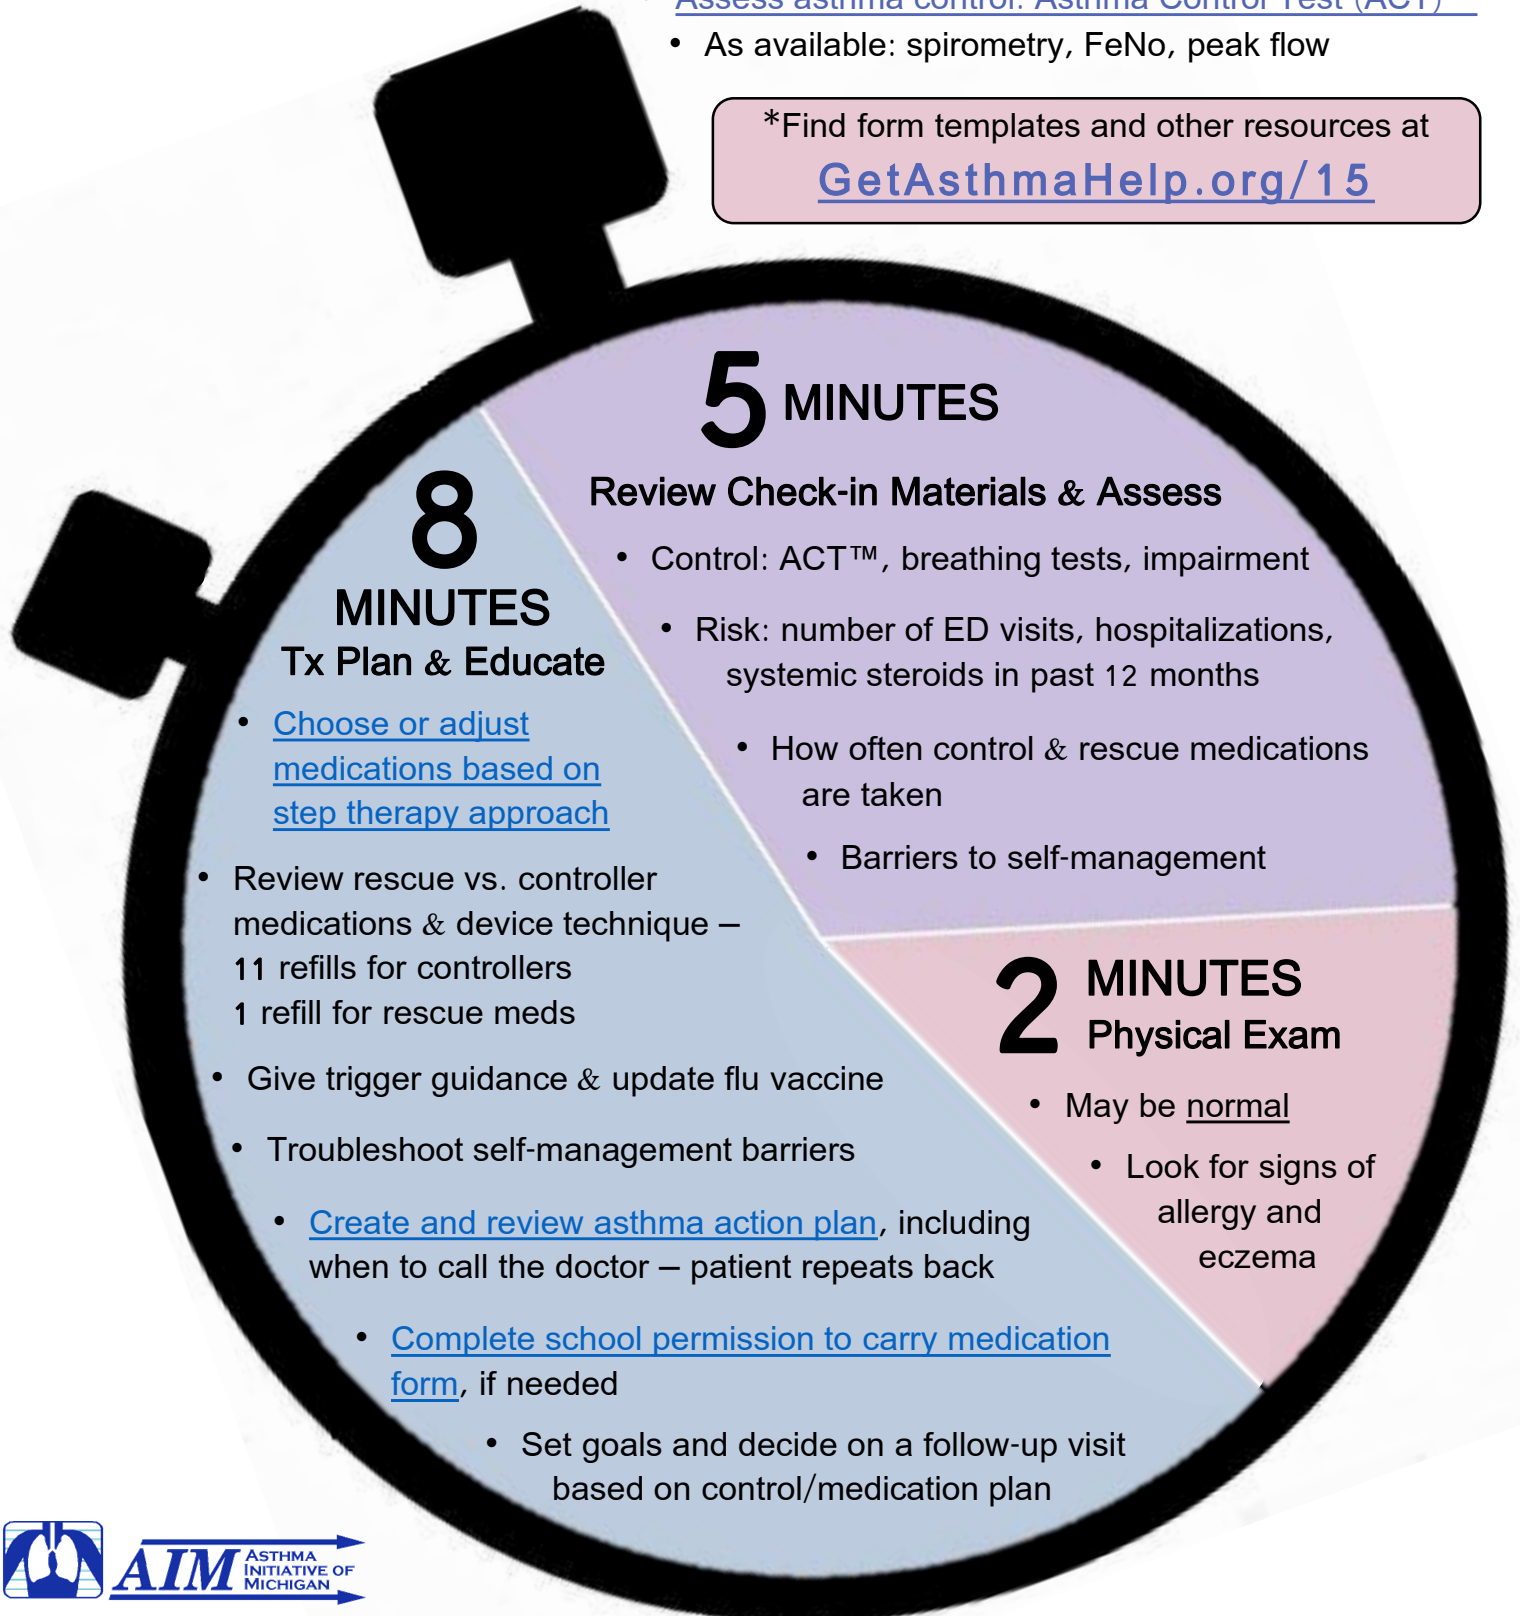 Assess asthma control: Asthma Control Test (ACT)
• As available: spirometry, FeNo, peak flow
*Find form templates and other resources at
GetAsthmaHelp.org/15
5 MINUTES
Review Check-in Materials & Assess
• Control: ACT™, breathing tests, impairment
• Risk: number of ED visits, hospitalizations,
systemic steroids in past 12 months
• How often control & rescue medications
are taken
• Barriers to self-management
2 MINUTES
Physical Exam
• May be normal
• Look for signs of
allergy and
eczema
8
MINUTES
Tx Plan & Educate
• Choose or adjust
medications based on
step therapy approach
• Review rescue vs. controller
medications & device technique –
11 refills for controllers
1 refill for rescue meds
• Give trigger guidance & update flu vaccine
• Troubleshoot self-management barriers
• Create and review asthma action plan, including
when to call the doctor – patient repeats back
• Complete school permission to carry medication
form, if needed
• Set goals and decide on a follow-up visit
based on control/medication plan
AIM ASTHMA
INITIATIVE OF
MICHIGAN